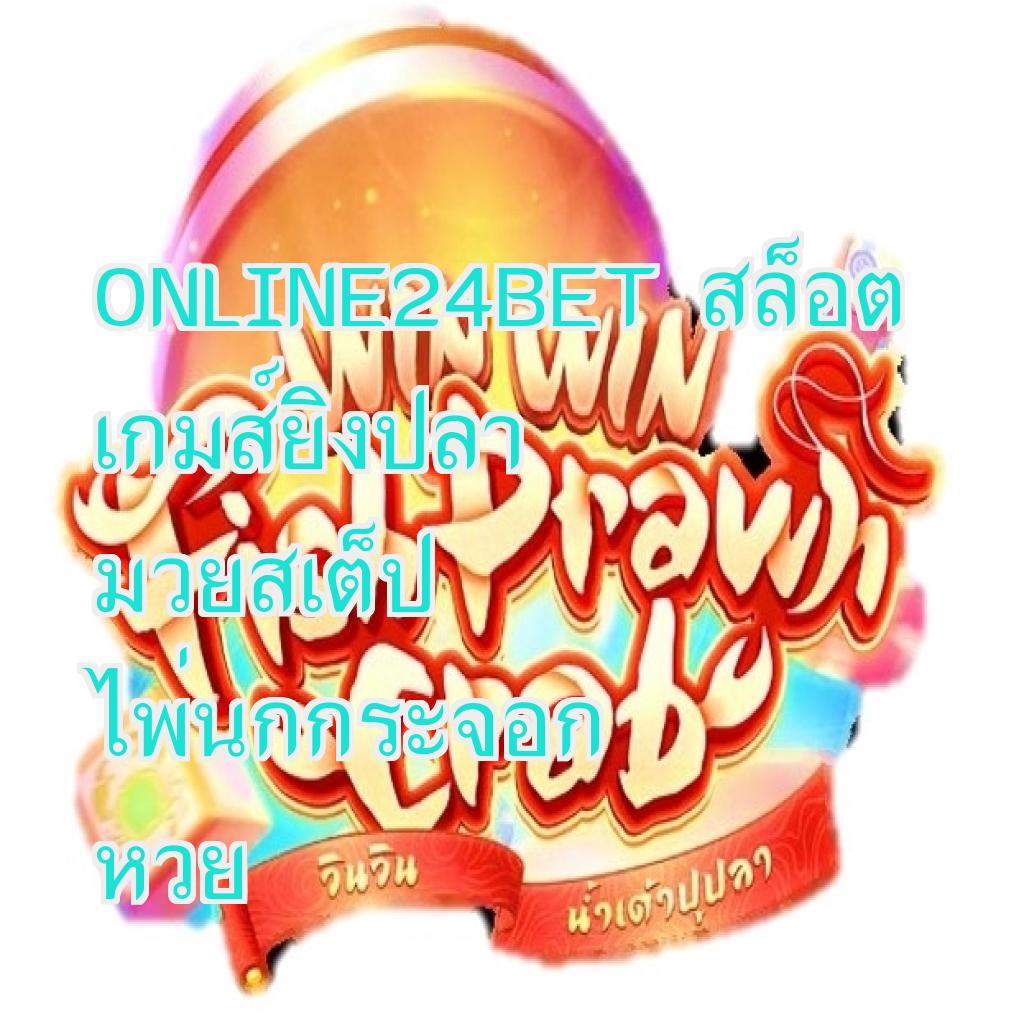 ONLINE24BET สล็อต
WIN WIN
เกมส์ยิงปลา
Fish Prawn
มวยสเต็ป
Crab
ไพ่นกกระจอก
หวย
วินวิน
น้ำเต้าปูปลา